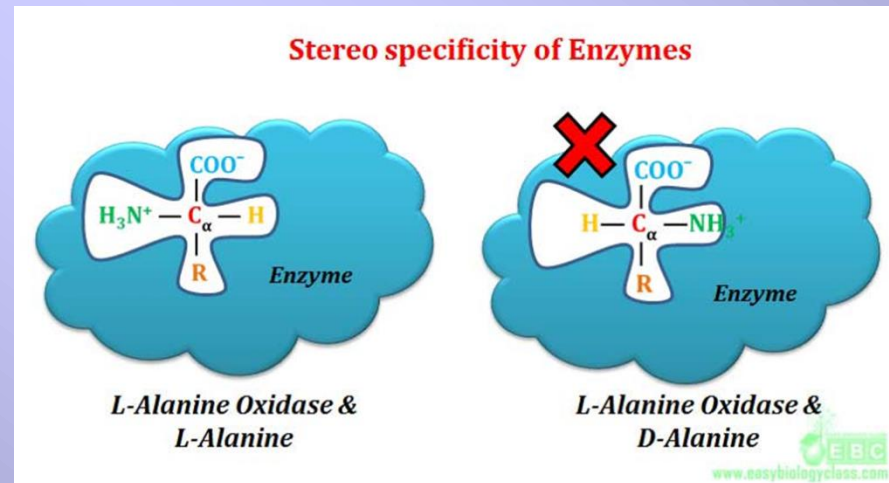 Stereo specificity of Enzymes
COO⁻
H₃N⁺ — Cα — H
R
Enzyme
L-Alanine Oxidase &
L-Alanine
COO⁻
H — Cα — NH₃⁺
R
Enzyme
L-Alanine Oxidase &
D-Alanine
EBC
www.easybiologyclass.com